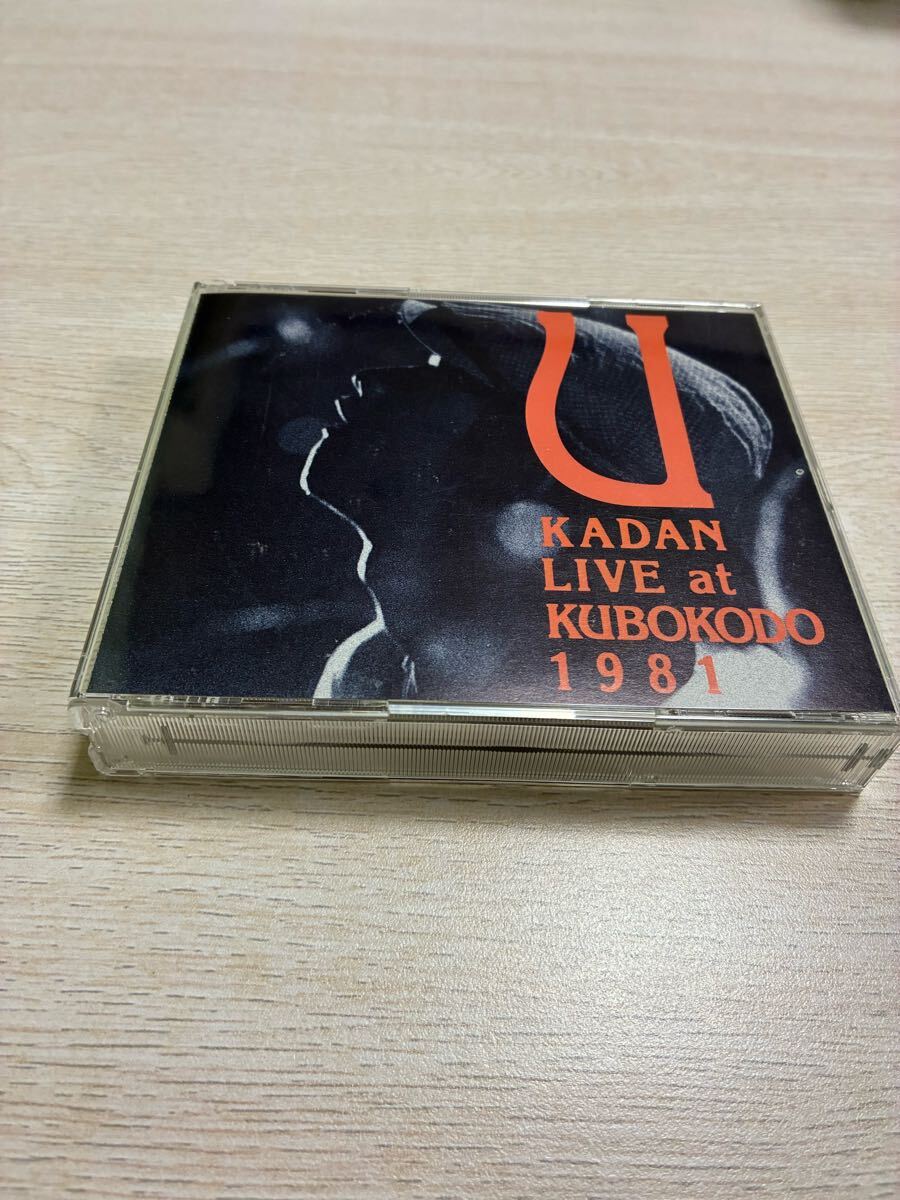 U
KADAN
LIVE at
KUBOKODO
1981